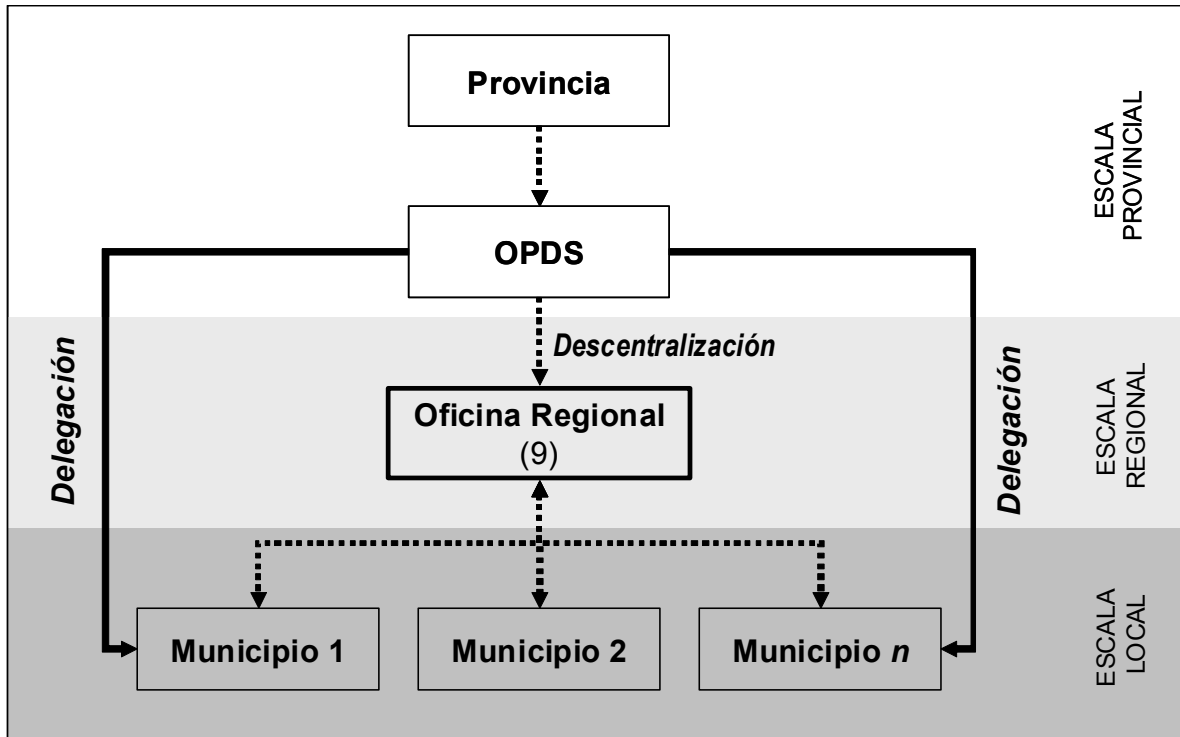 Provincia
ESCALA
PROVINCIAL
OPDS
Delegación
Descentralización
Delegación
Oficina Regional
(9)
ESCALA
REGIONAL
Municipio 1
Municipio 2
Municipio n
ESCALA
LOCAL